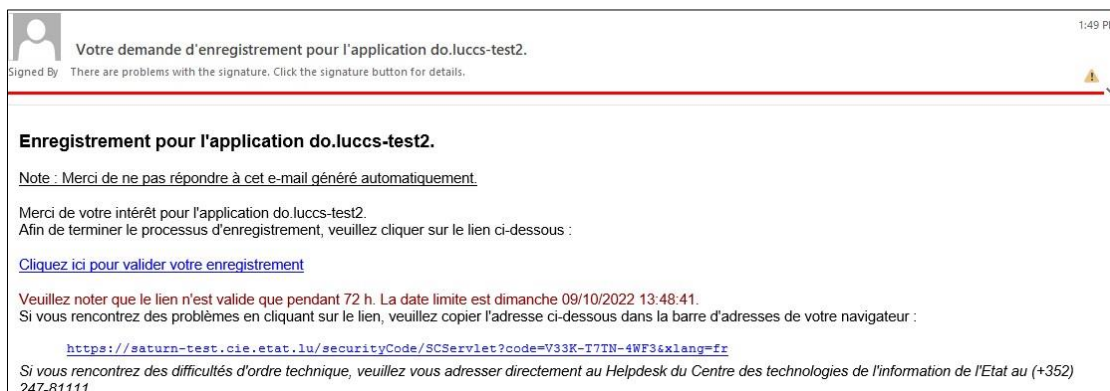 1:49 P
Votre demande d'enregistrement pour l'application do.luccs-test2.
Signed By There are problems with the signature. Click the signature button for details.
Enregistrement pour l'application do.luccs-test2.
Note : Merci de ne pas répondre à cet e-mail généré automatiquement.
Merci de votre intérêt pour l'application do.luccs-test2.
Afin de terminer le processus d'enregistrement, veuillez cliquer sur le lien ci-dessous :
Cliquez ici pour valider votre enregistrement
Veuillez noter que le lien n'est valide que pendant 72 h. La date limite est dimanche 09/10/2022 13:48:41.
Si vous rencontrez des problèmes en cliquant sur le lien, veuillez copier l'adresse ci-dessous dans la barre d'adresses de votre navigateur :
https://saturn-test.cie.etat.lu/securityCode/SCServlet?code=V33K-T7TN-4WF3&xlang=fr
Si vous rencontrez des difficultés d'ordre technique, veuillez vous adresser directement au Helpdesk du Centre des technologies de l'information de l'Etat au (+352)
247-81111